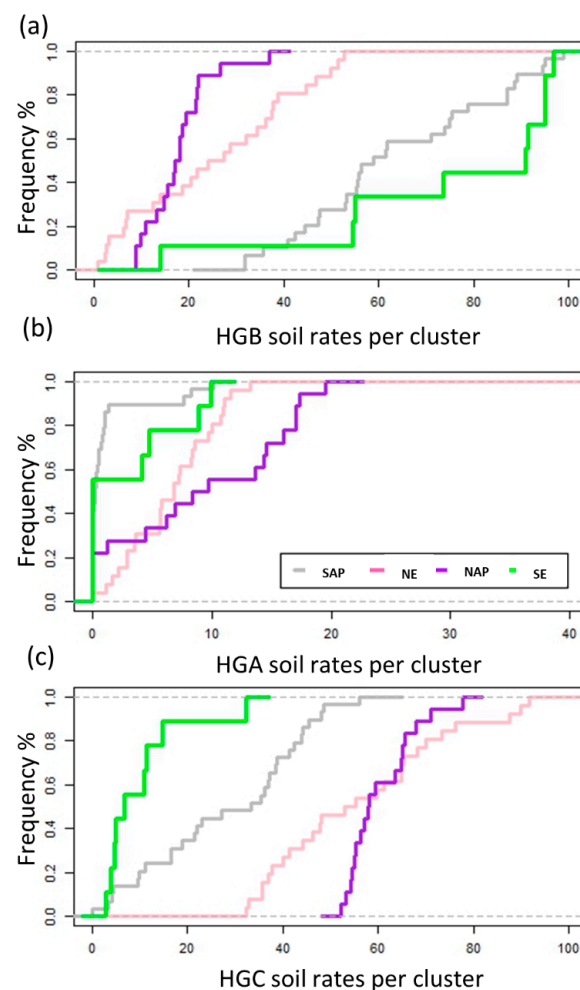 (a)
Frequency %
0.0 0.2 0.4 0.6 0.8 1.0
0 20 40 60 80 100
HGB soil rates per cluster
(b)
Frequency %
0.0 0.2 0.4 0.6 0.8 1.0
SAP NE NAP SE
0 10 20 30 40
HGA soil rates per cluster
(c)
Frequency %
0.0 0.2 0.4 0.6 0.8 1.0
0 20 40 60 80 100
HGC soil rates per cluster